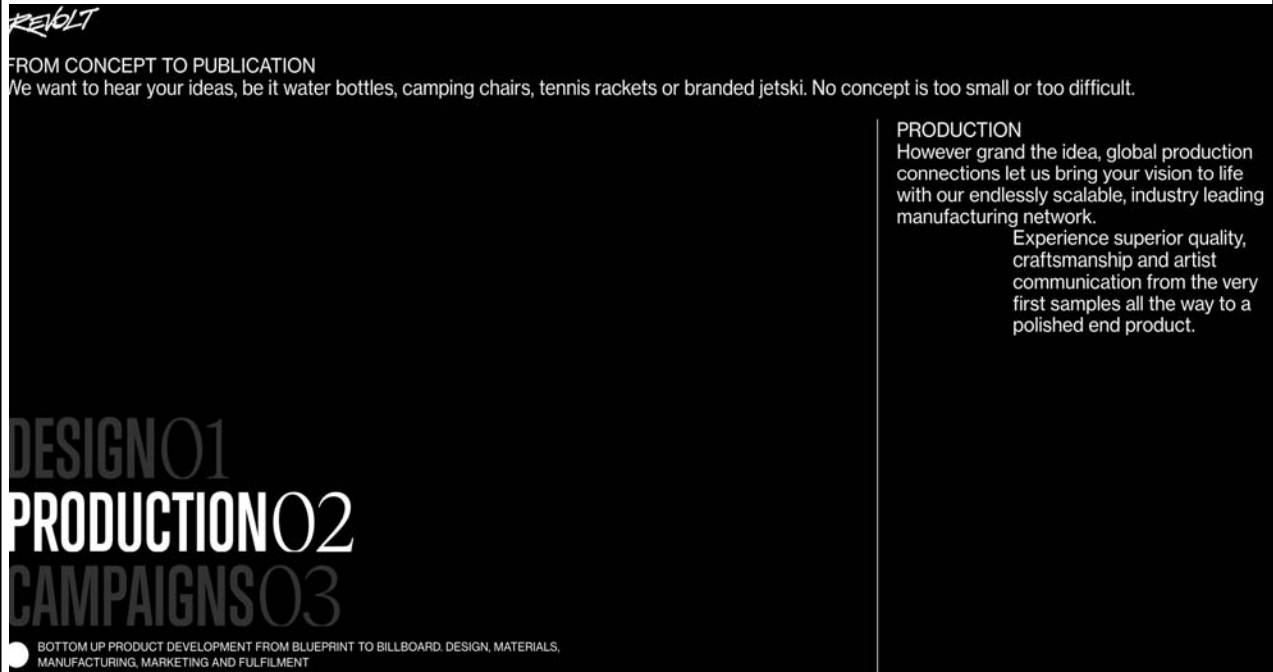 REVOLT
FROM CONCEPT TO PUBLICATION
We want to hear your ideas, be it water bottles, camping chairs, tennis rackets or branded jetski. No concept is too small or too difficult.
PRODUCTION
However grand the idea, global production
connections let us bring your vision to life
with our endlessly scalable, industry leading
manufacturing network.
Experience superior quality,
craftsmanship and artist
communication from the very
first samples all the way to a
polished end product.
DESIGN01
PRODUCTION02
CAMPAIGNS03
BOTTOM UP PRODUCT DEVELOPMENT FROM BLUEPRINT TO BILLBOARD. DESIGN, MATERIALS,
MANUFACTURING, MARKETING AND FULFILMENT